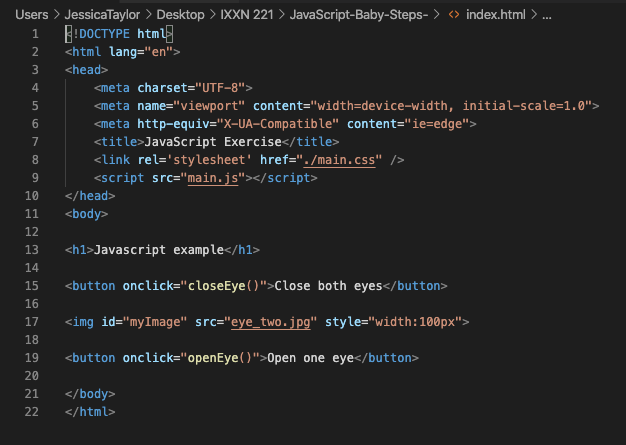 Users > JessicaTaylor > Desktop > IXXN 221 > JavaScript-Baby-Steps- > <> index.html > ...
1 <!DOCTYPE html>
2 <html lang="en">
3 <head>
4     <meta charset="UTF-8">
5     <meta name="viewport" content="width=device-width, initial-scale=1.0">
6     <meta http-equiv="X-UA-Compatible" content="ie=edge">
7     <title>JavaScript Exercise</title>
8     <link rel='stylesheet' href="./main.css" />
9     <script src="main.js"></script>
10 </head>
11 <body>
12
13 <h1>Javascript example</h1>
14
15 <button onclick="closeEye()">Close both eyes</button>
16
17 <img id="myImage" src="eye_two.jpg" style="width:100px">
18
19 <button onclick="openEye()">Open one eye</button>
20
21 </body>
22 </html>